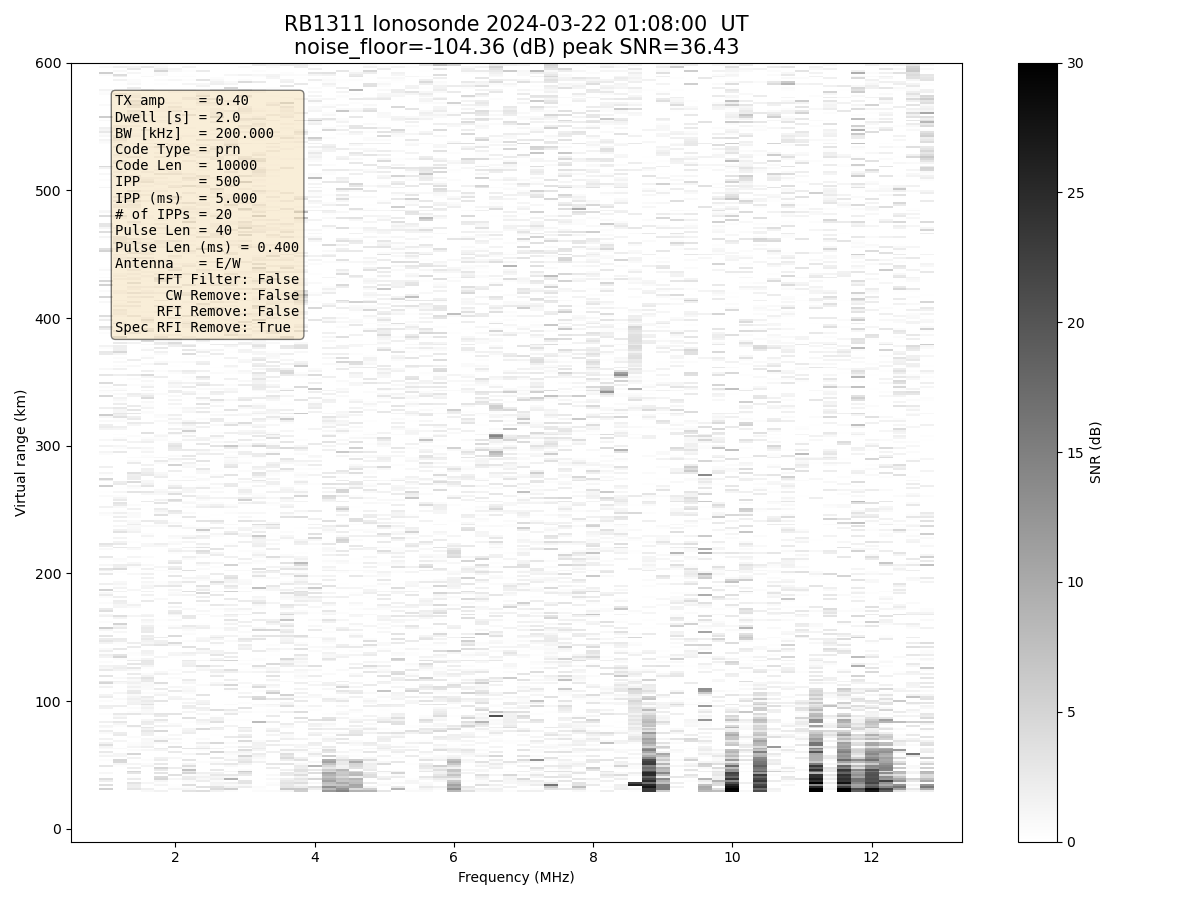 RB1311 Ionosonde 2024-03-22 01:08:00  UT
noise_floor=-104.36 (dB) peak SNR=36.43
TX amp    = 0.40
Dwell [s] = 2.0
BW [kHz]  = 200.000
Code Type = prn
Code Len  = 10000
IPP       = 500
IPP (ms)  = 5.000
# of IPPs = 20
Pulse Len = 40
Pulse Len (ms) = 0.400
Antenna   = E/W
FFT Filter: False
CW Remove: False
RFI Remove: False
Spec RFI Remove: True
600
500
400
300
200
100
0
Virtual range (km)
2
4
6
8
10
12
Frequency (MHz)
30
25
20
15
10
5
0
SNR (dB)